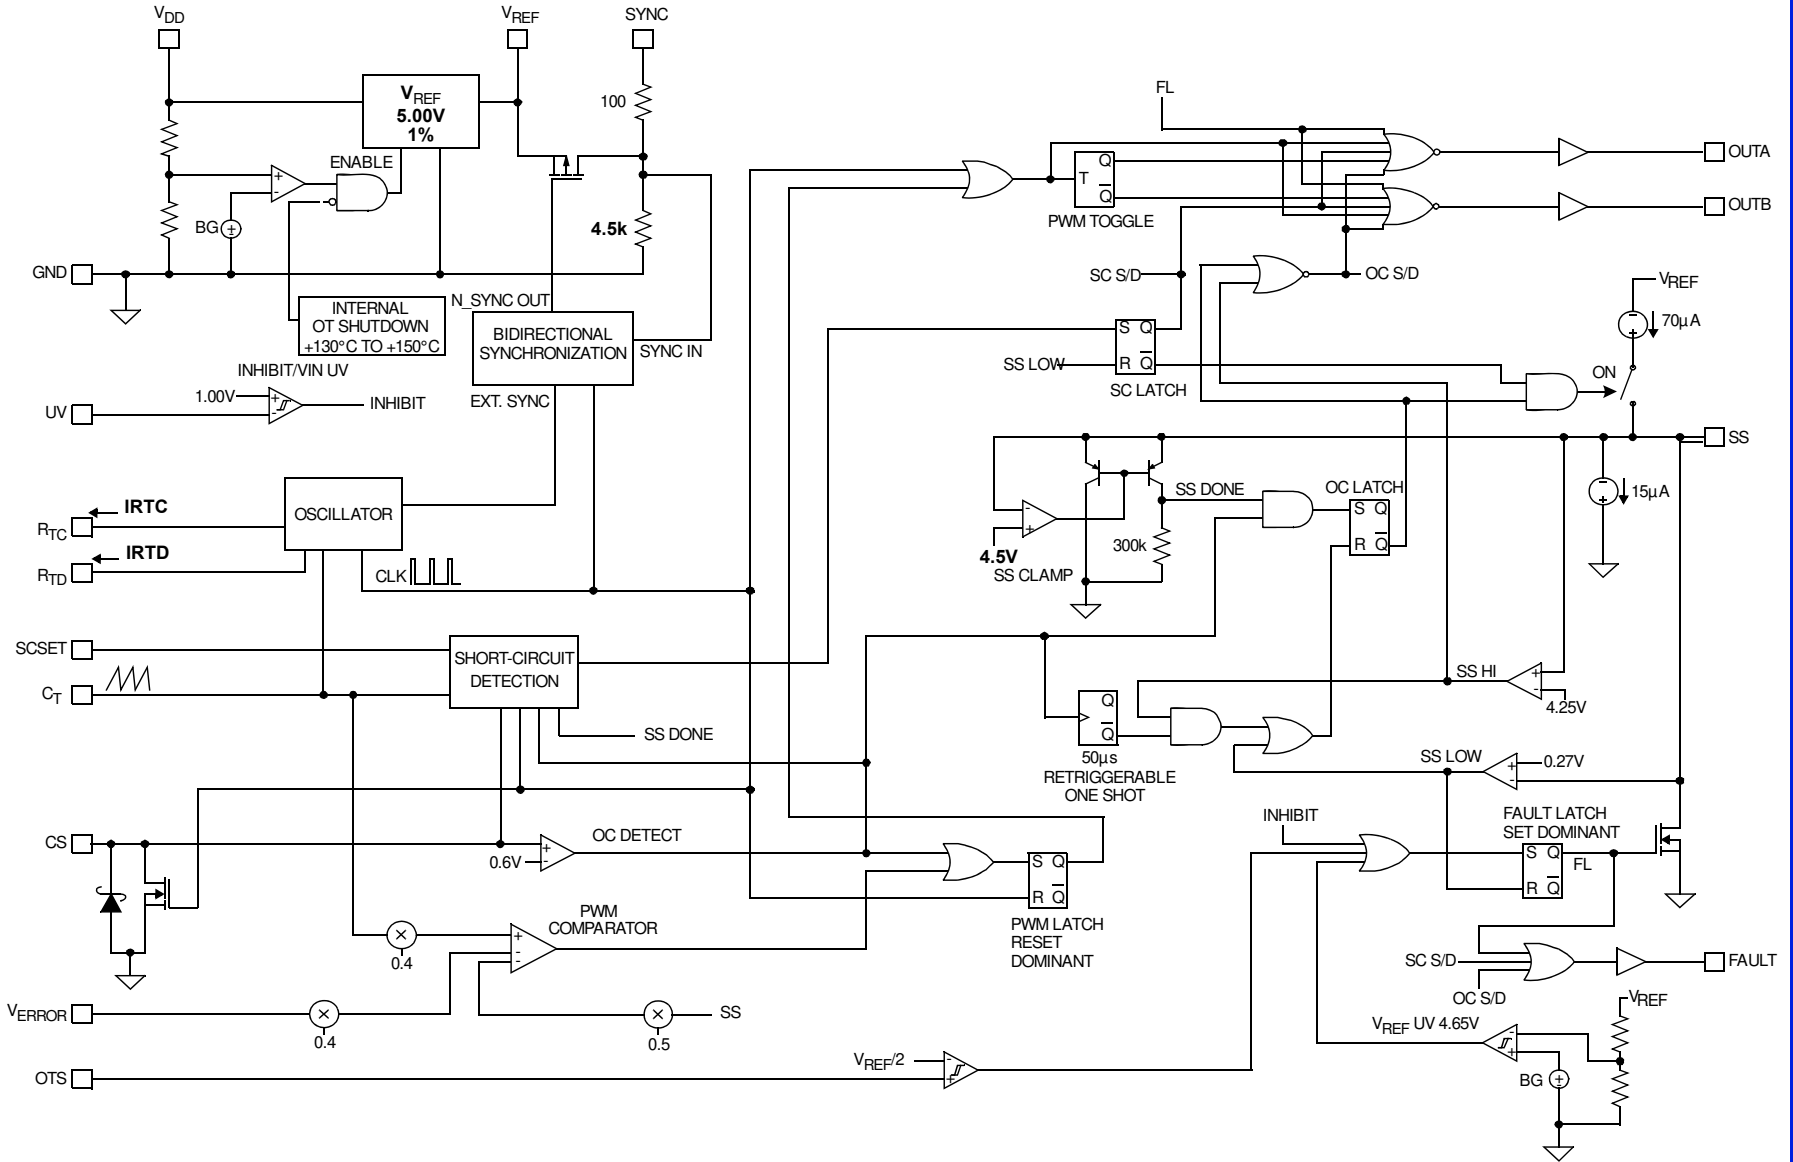 VDD
VREF
SYNC
VREF
5.00V
1%
100
FL
ENABLE
+
-
BG
4.5k
GND
N_SYNC OUT
INTERNAL
OT SHUTDOWN
+130°C TO +150°C
BIDIRECTIONAL
SYNCHRONIZATION
SYNC IN
EXT. SYNC
INHIBIT/VIN UV
1.00V
+
-
INHIBIT
UV
Q
T
Q
PWM TOGGLE
OUTA
OUTB
SC S/D
OC S/D
VREF
70µA
S Q
R Q
SS LOW
SC LATCH
ON
SS
15µA
IRTC
RTC
OSCILLATOR
IRTD
RTD
CLK
SS DONE
OC LATCH
S Q
R Q
-
+
4.5V
SS CLAMP
300k
SCSET
SHORT-CIRCUIT
DETECTION
CT
SS DONE
SS HI
+
-
4.25V
Q
Q
50µs
RETRIGGERABLE
ONE SHOT
SS LOW
+
-
0.27V
CS
OC DETECT
+
-
0.6V
S Q
R Q
PWM LATCH
RESET
DOMINANT
INHIBIT
FAULT LATCH
SET DOMINANT
S Q
FL
R Q
PWM
COMPARATOR
+
-
-
×
0.4
VERROR
×
0.4
×
0.5
SS
SC S/D
OC S/D
FAULT
VREF
VREF UV 4.65V
-
+
BG
VREF/2
-
+
OTS